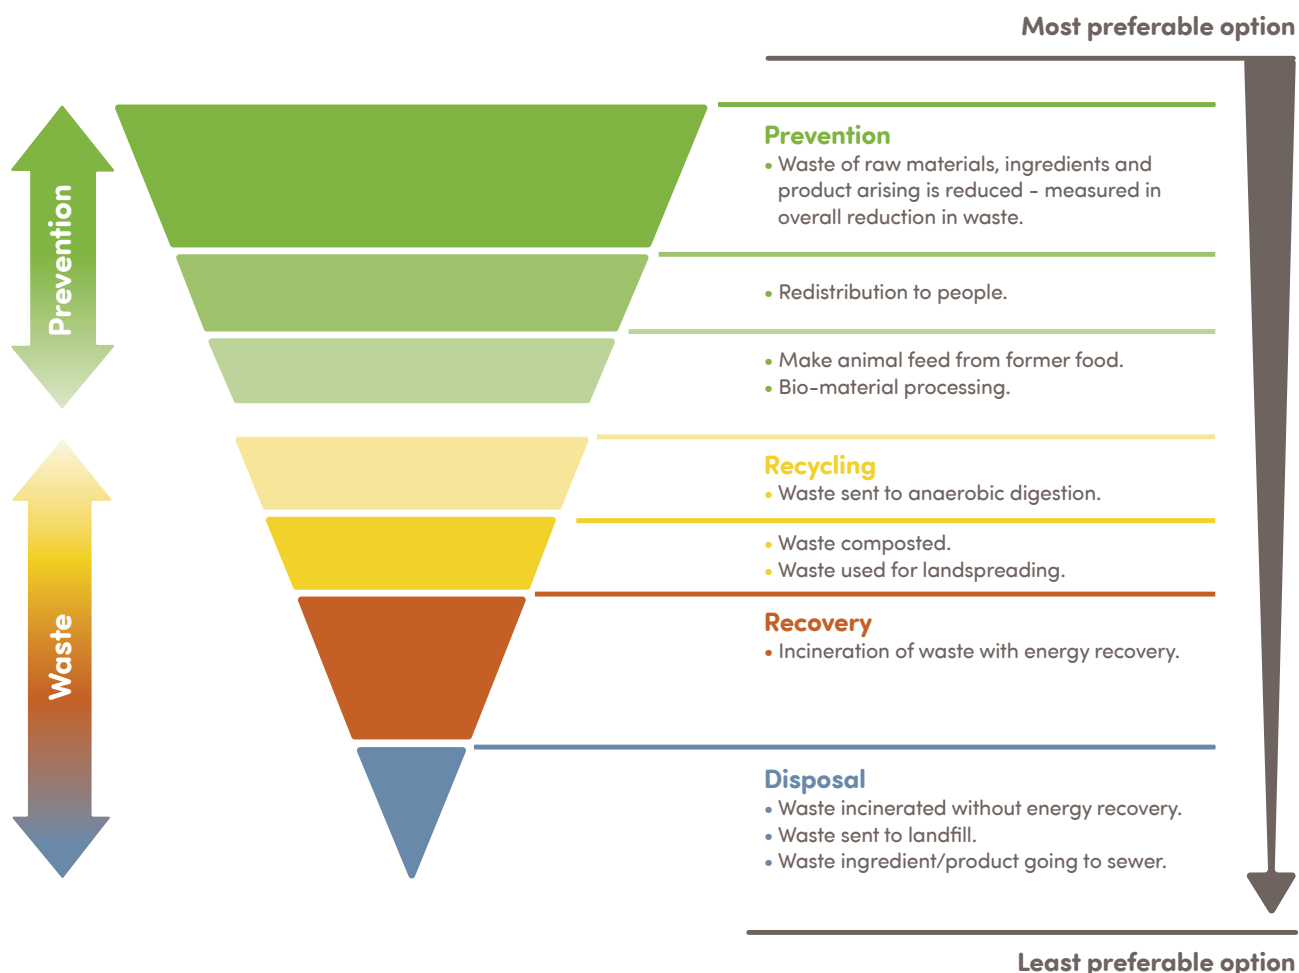 Most preferable option
Prevention
Prevention
• Waste of raw materials, ingredients and
product arising is reduced - measured in
overall reduction in waste.
• Redistribution to people.
• Make animal feed from former food.
• Bio-material processing.
Waste
Recycling
• Waste sent to anaerobic digestion.
• Waste composted.
• Waste used for landspreading.
Recovery
• Incineration of waste with energy recovery.
Disposal
• Waste incinerated without energy recovery.
• Waste sent to landfill.
• Waste ingredient/product going to sewer.
Least preferable option